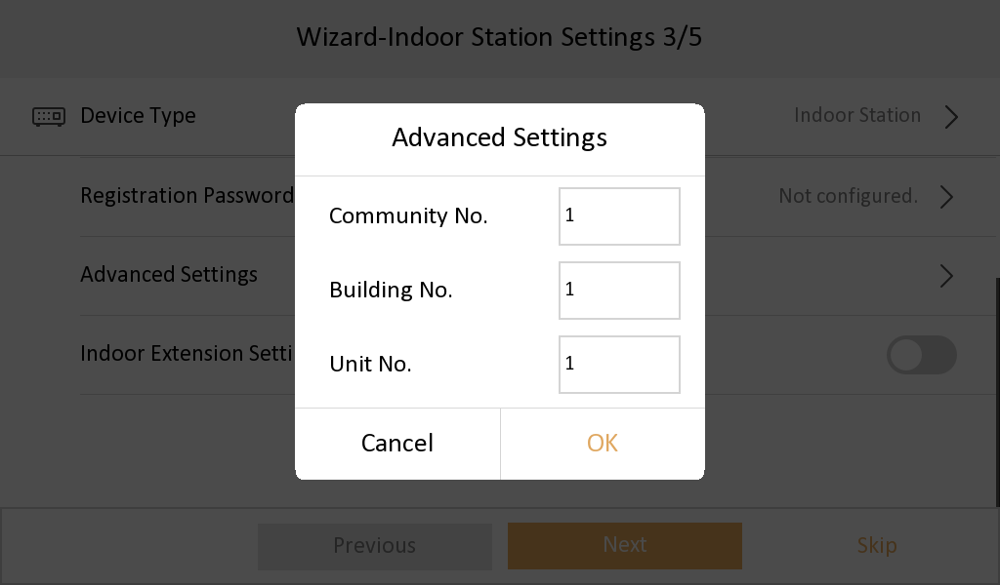 Wizard-Indoor Station Settings 3/5
Device Type
Indoor Station
Registration Password
Not configured.
Advanced Settings
Indoor Extension Setti
Advanced Settings
Community No.
1
Building No.
1
Unit No.
1
Cancel
OK
Previous
Next
Skip